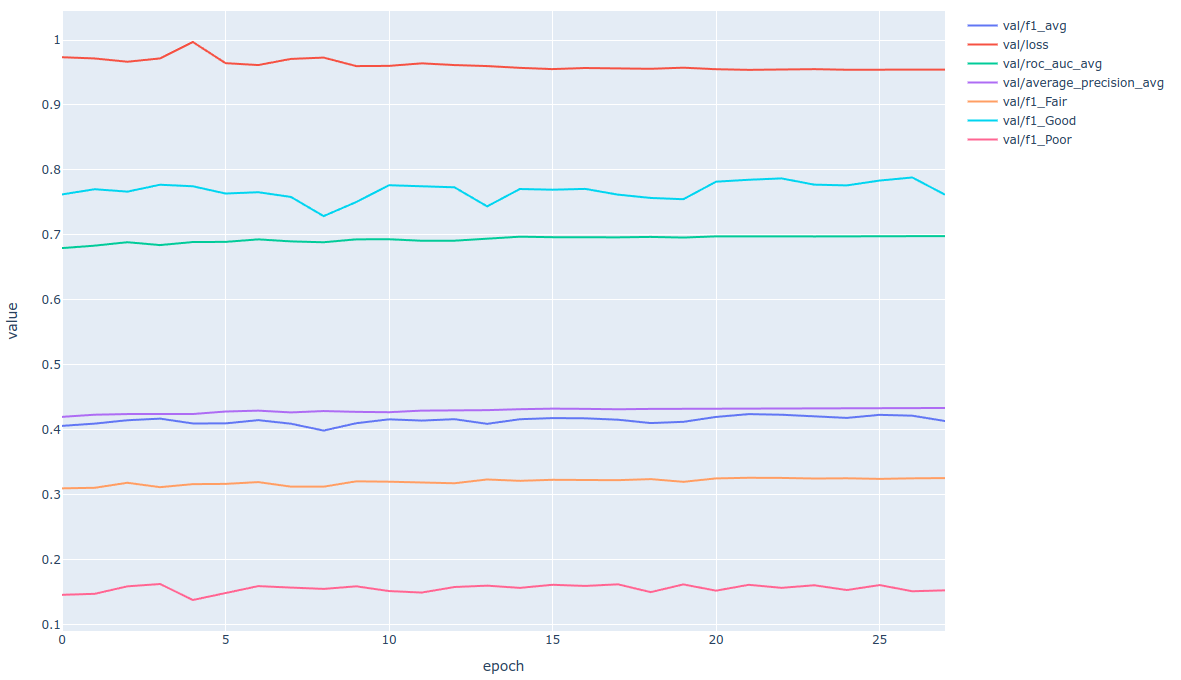 1
0.9
0.8
0.7
0.6
0.5
0.4
0.3
0.2
0.1
value
0 5 10 15 20 25
epoch
val/f1_avg
val/loss
val/roc_auc_avg
val/average_precision_avg
val/f1_Fair
val/f1_Good
val/f1_Poor